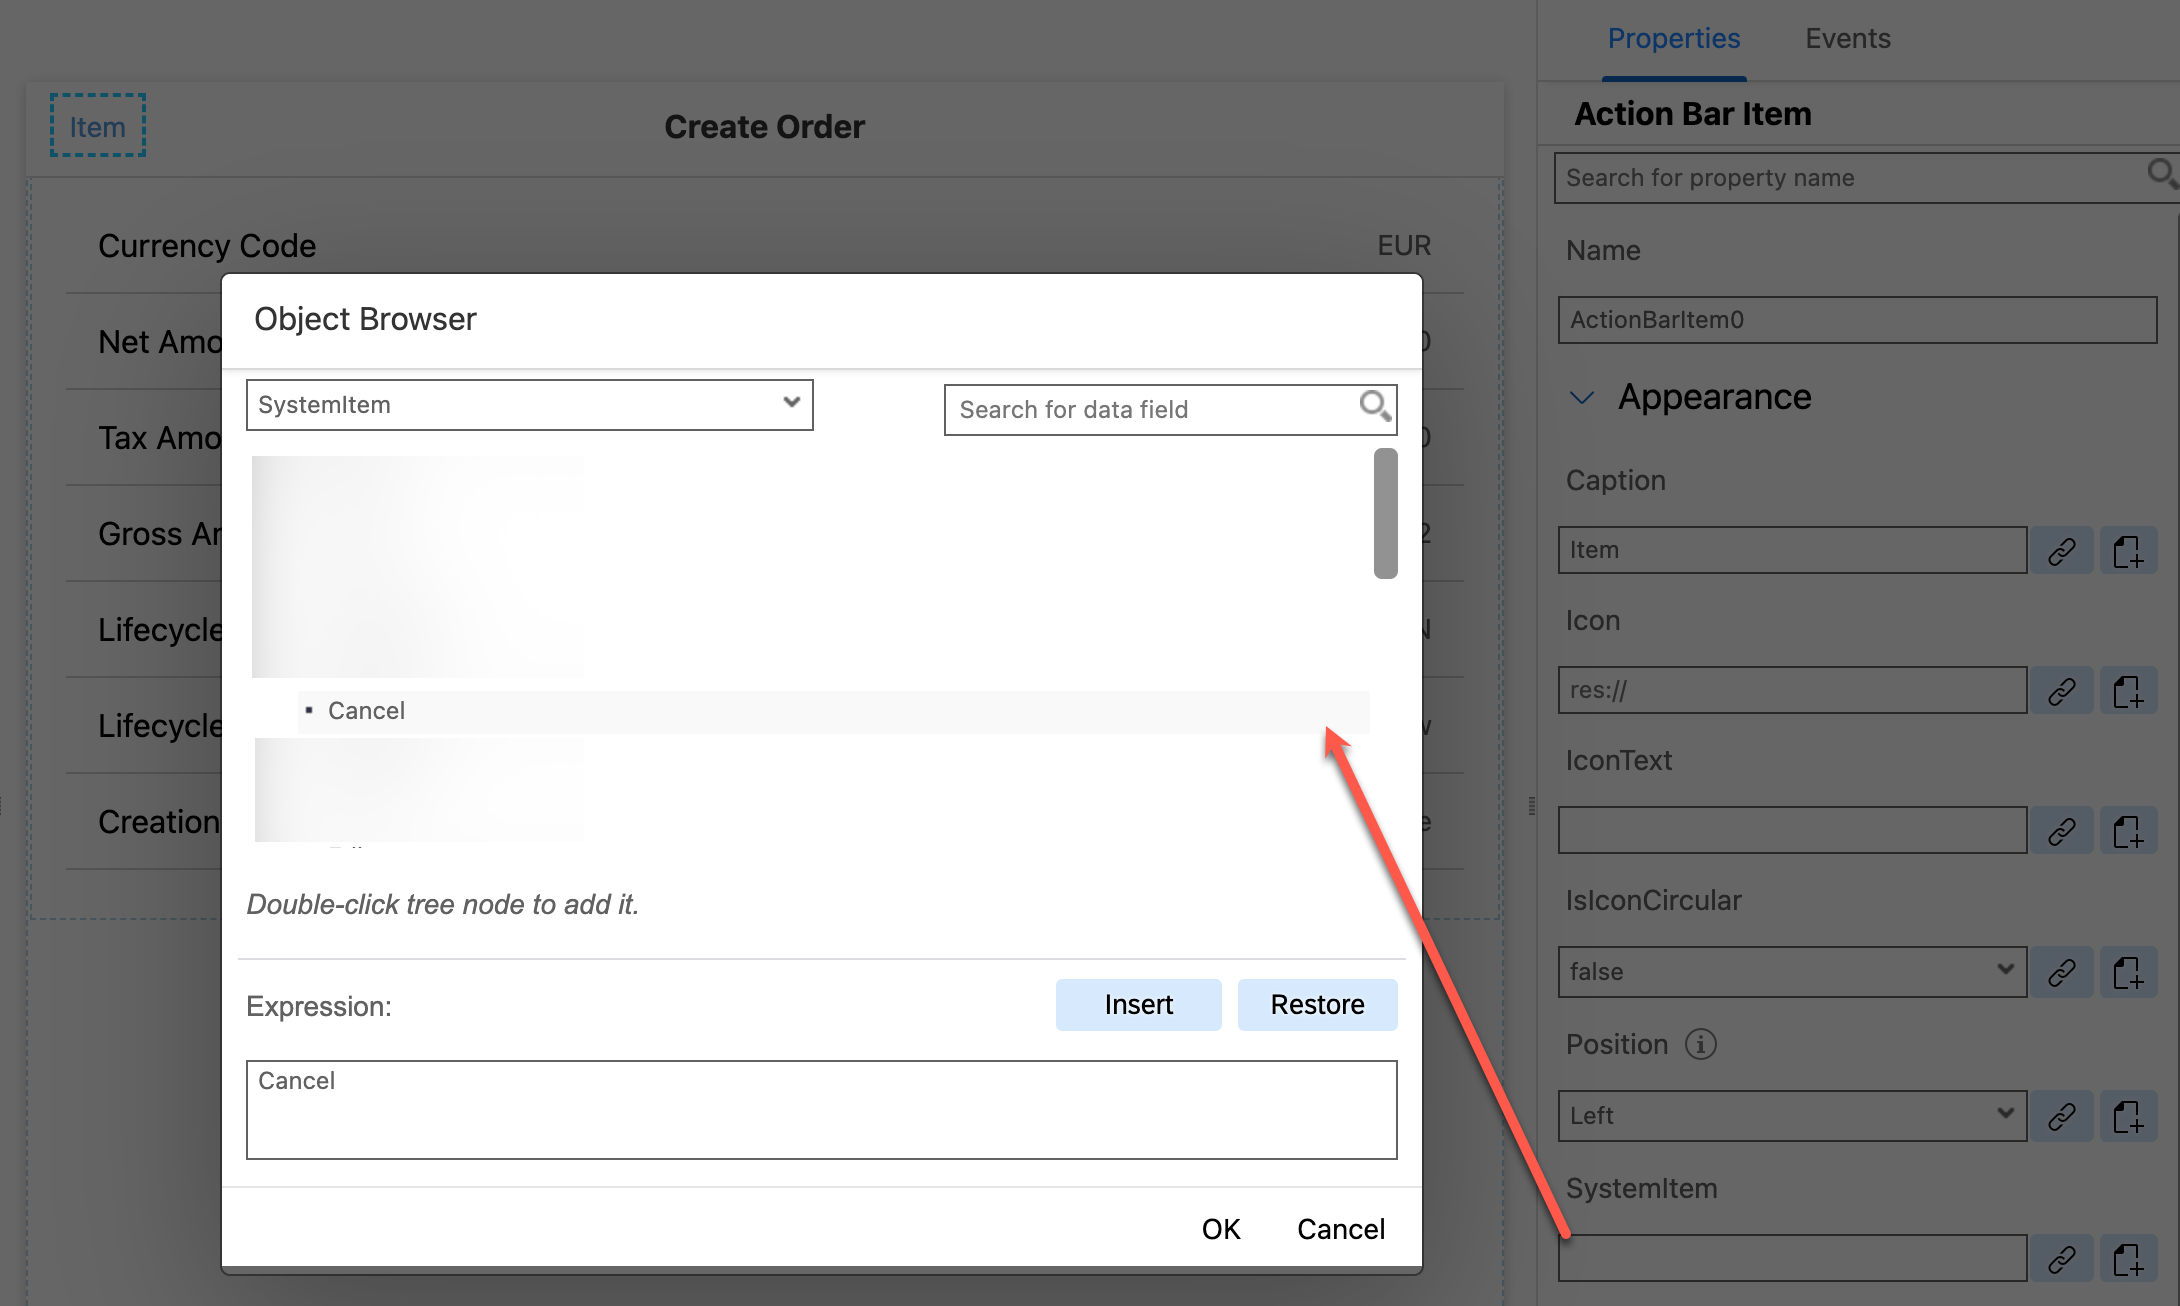 Properties
Events
Item
Create Order
Action Bar Item
Search for property name
Currency Code
EUR
Name
ActionBarItem0
Object Browser
Net Amo
SystemItem
Search for data field
Appearance
Tax Amo
Caption
Gross Ar
Item
Icon
Lifecycle
res://
Cancel
Lifecycle
IconText
Creation
IsIconCircular
Double-click tree node to add it.
false
Expression:
Insert
Restore
Position
Cancel
Left
SystemItem
OK
Cancel